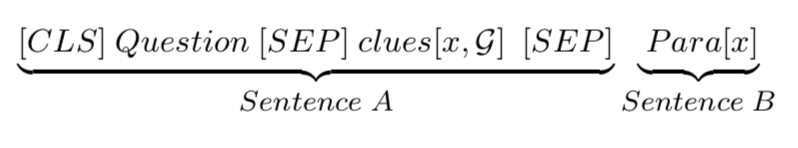 [CLS] Question [SEP] clues[x, 𝒢] [SEP] Para[x]
Sentence A Sentence B